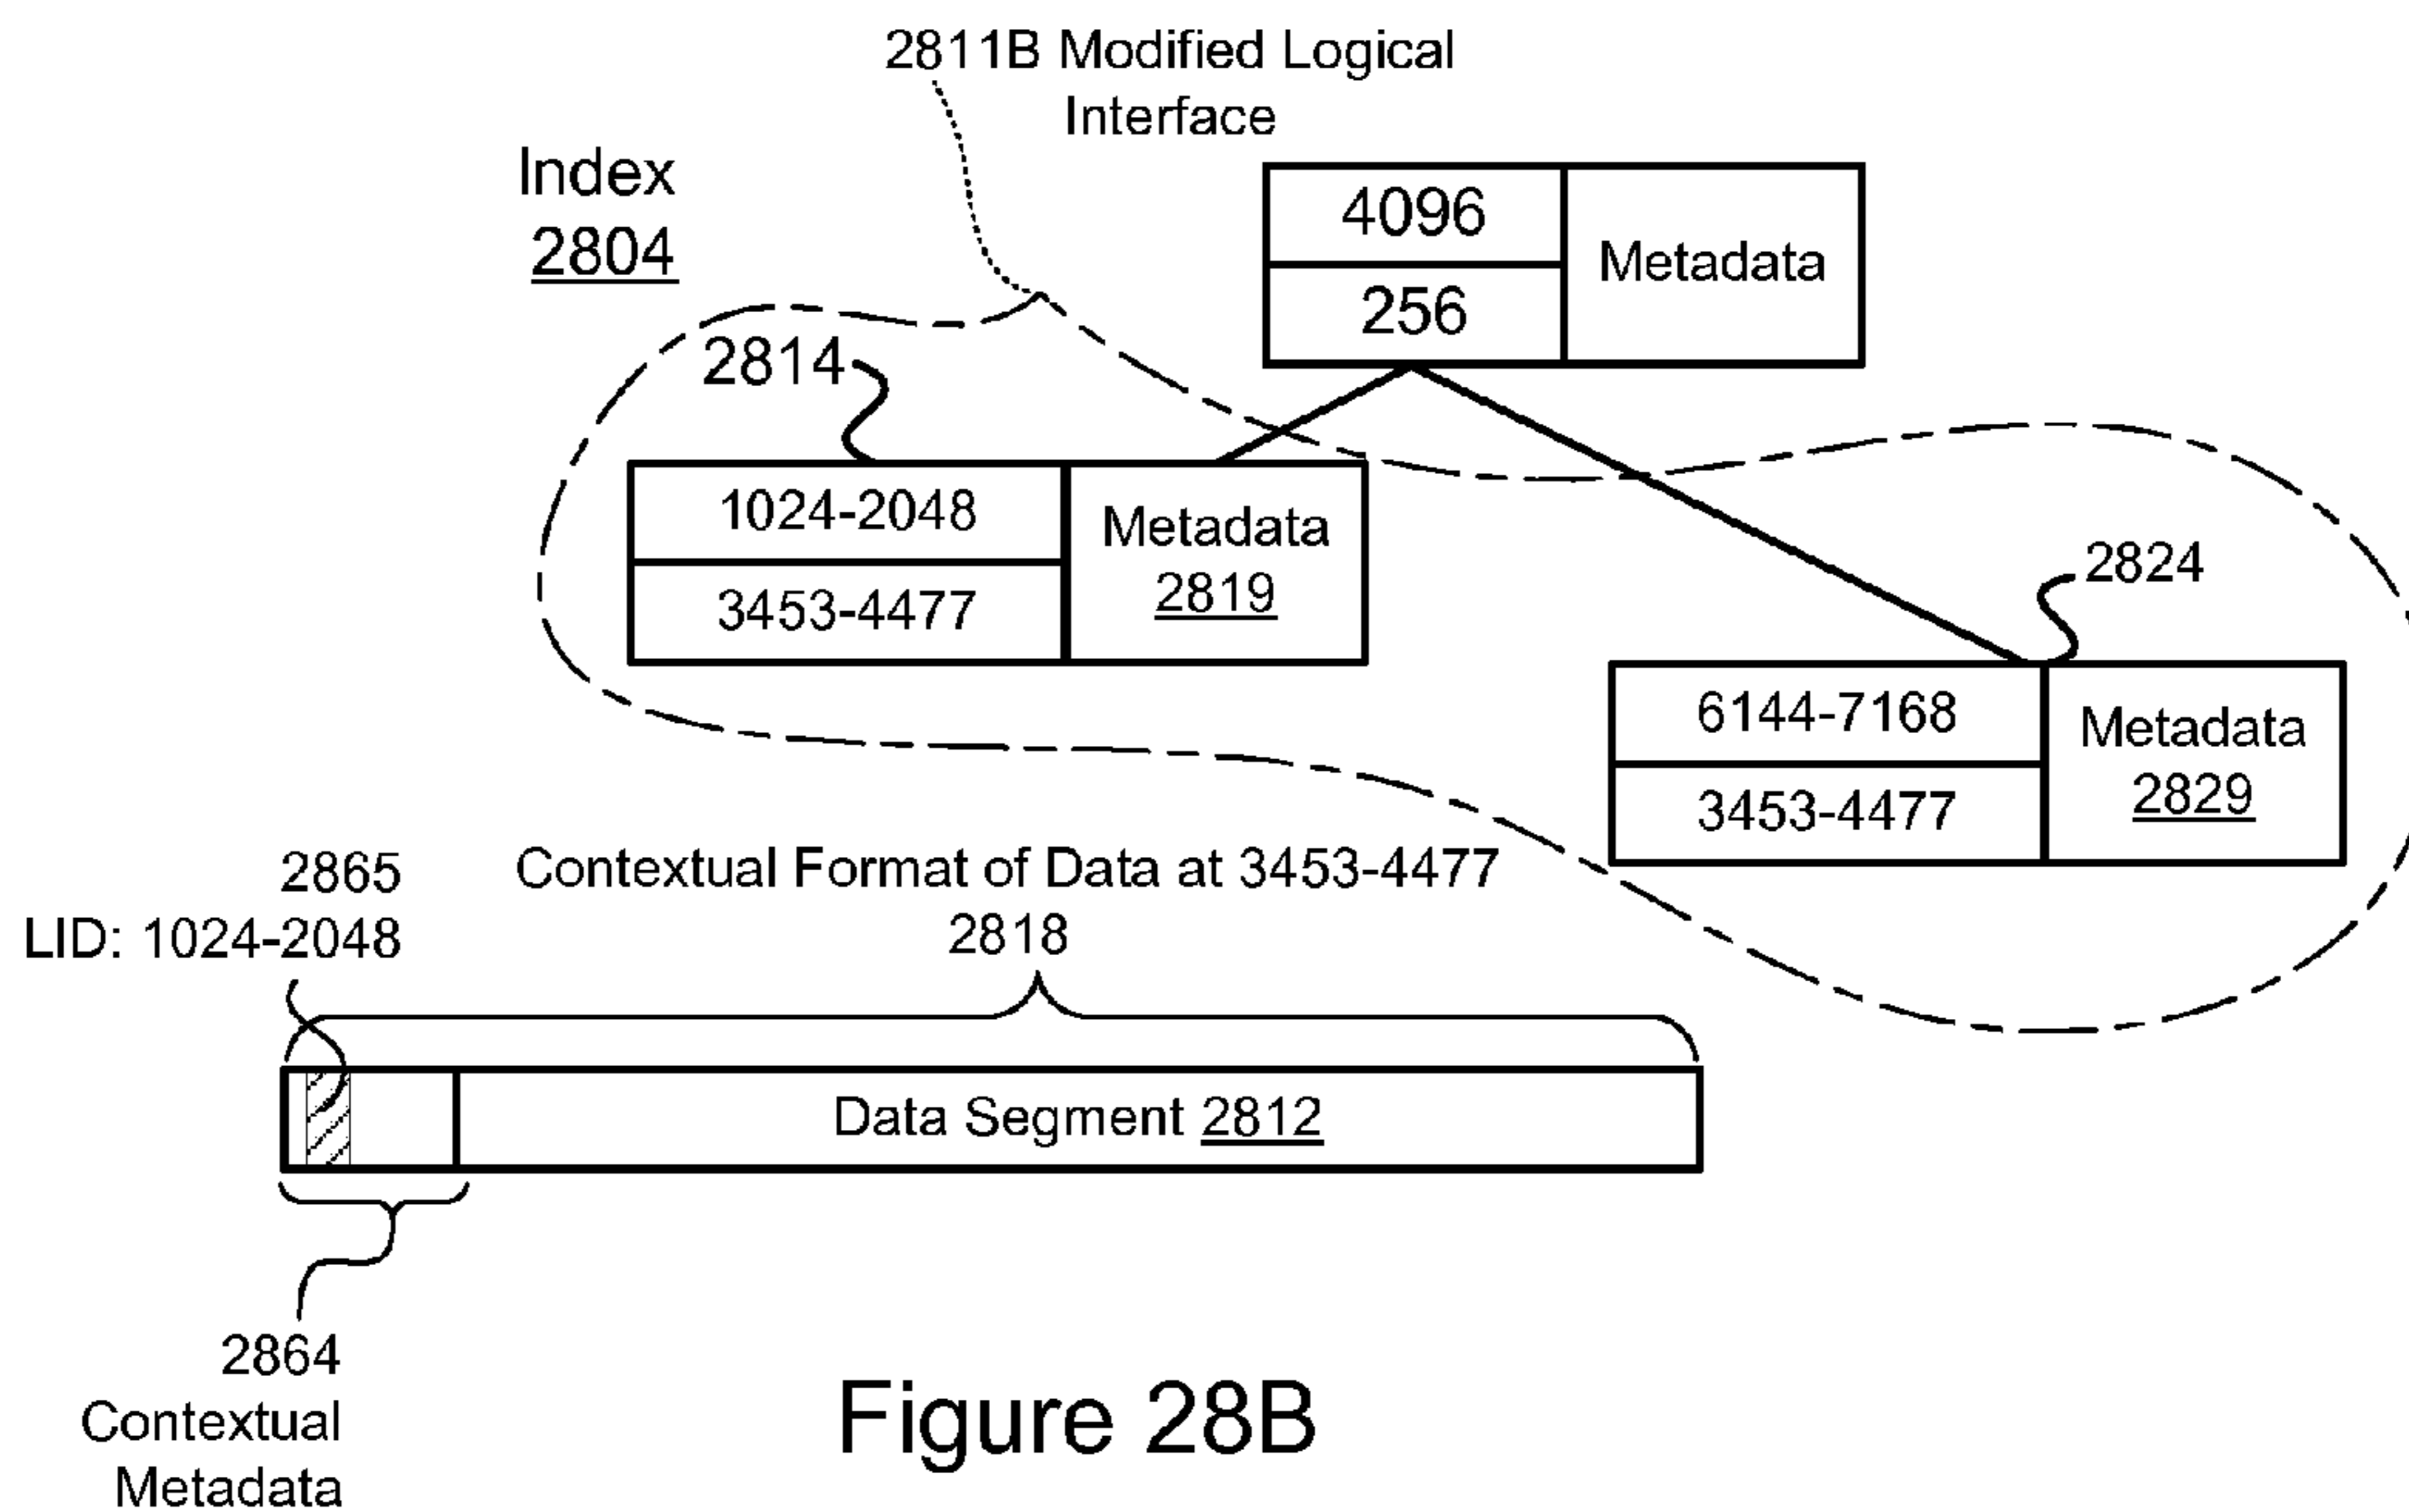 2811B Modified Logical
Interface
Index
2804
4096
256
Metadata
2814
1024-2048
3453-4477
Metadata
2819
2824
6144-7168
3453-4477
Metadata
2829
2865
LID: 1024-2048
Contextual Format of Data at 3453-4477
2818
Data Segment 2812
2864
Contextual
Metadata
Figure 28B